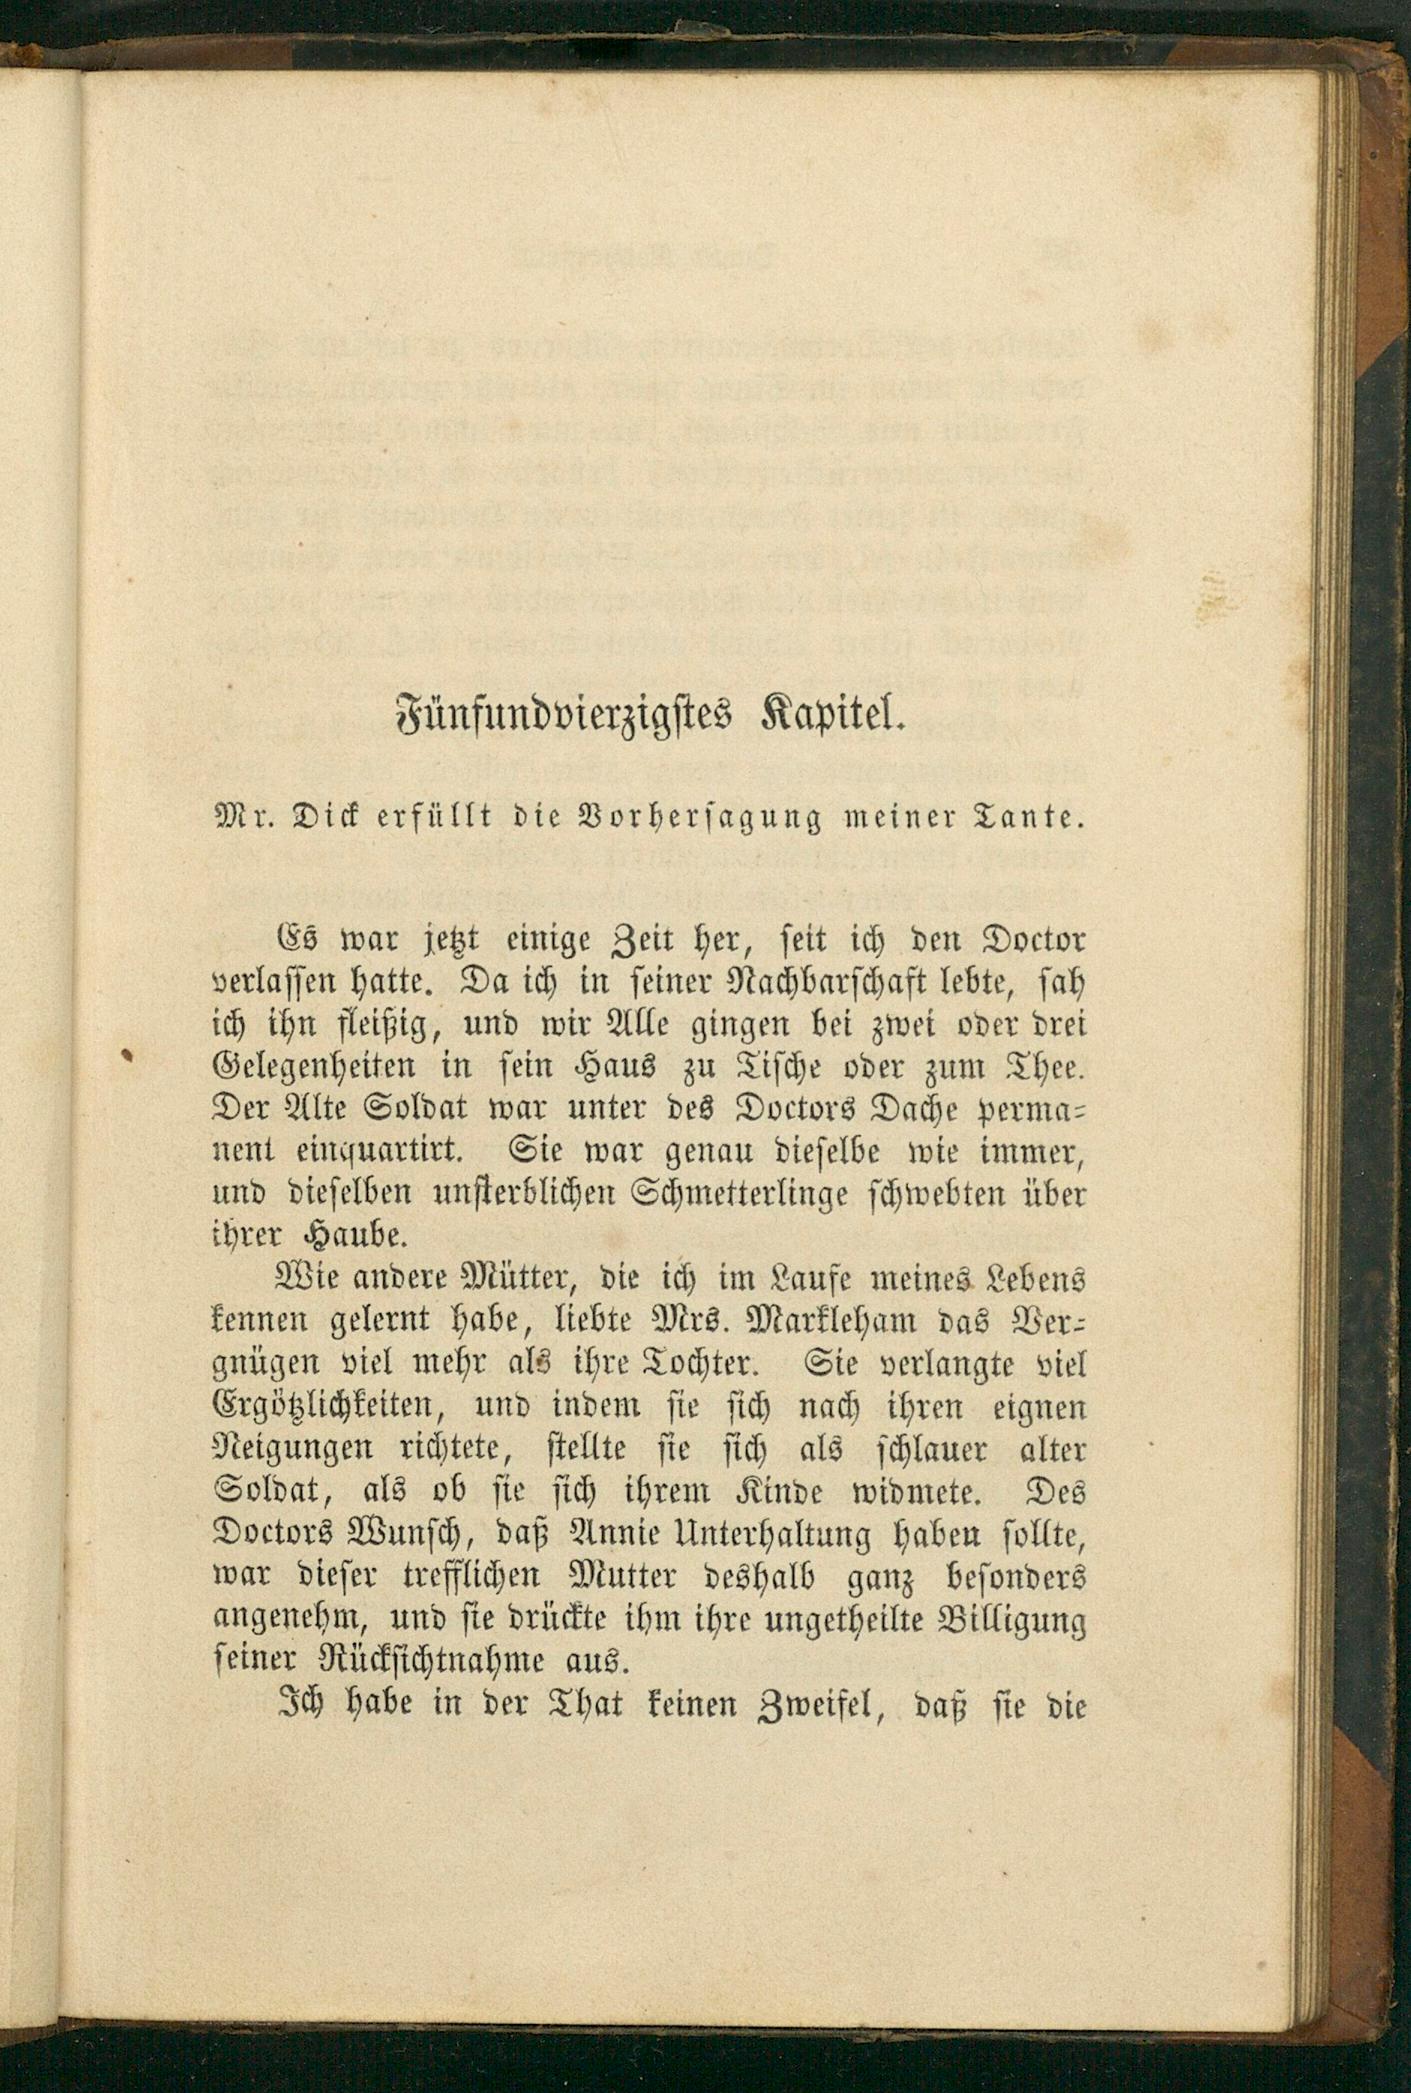 Fünfundvierzigstes Kapitel.
Mr. Dick erfüllt die Vorhersagung meiner Tante.
Es war jetzt einige Zeit her, seit ich den Doctor
verlassen hatte. Da ich in seiner Nachbarschaft lebte, sah
ich ihn fleißig, und wir Alle gingen bei zwei oder drei
Gelegenheiten in sein Haus zu Tische oder zum Thee.
Der Alte Soldat war unter des Doctors Dache perma-
nent einquartirt. Sie war genau dieselbe wie immer,
und dieselben unsterblichen Schmetterlinge schwebten über
ihrer Haube.
Wie andere Mütter, die ich im Laufe meines Lebens
kennen gelernt habe, liebte Mrs. Markleham das Ver-
gnügen viel mehr als ihre Tochter. Sie verlangte viel
Ergötzlichkeiten, und indem sie sich nach ihren eignen
Neigungen richtete, stellte sie sich als schlauer alter
Soldat, als ob sie sich ihrem Kinde widmete. Des
Doctors Wunsch, daß Annie Unterhaltung haben sollte,
war dieser trefflichen Mutter deshalb ganz besonders
angenehm, und sie drückte ihm ihre ungetheilte Billigung
seiner Rücksichtnahme aus.
Ich habe in der That keinen Zweifel, daß sie die